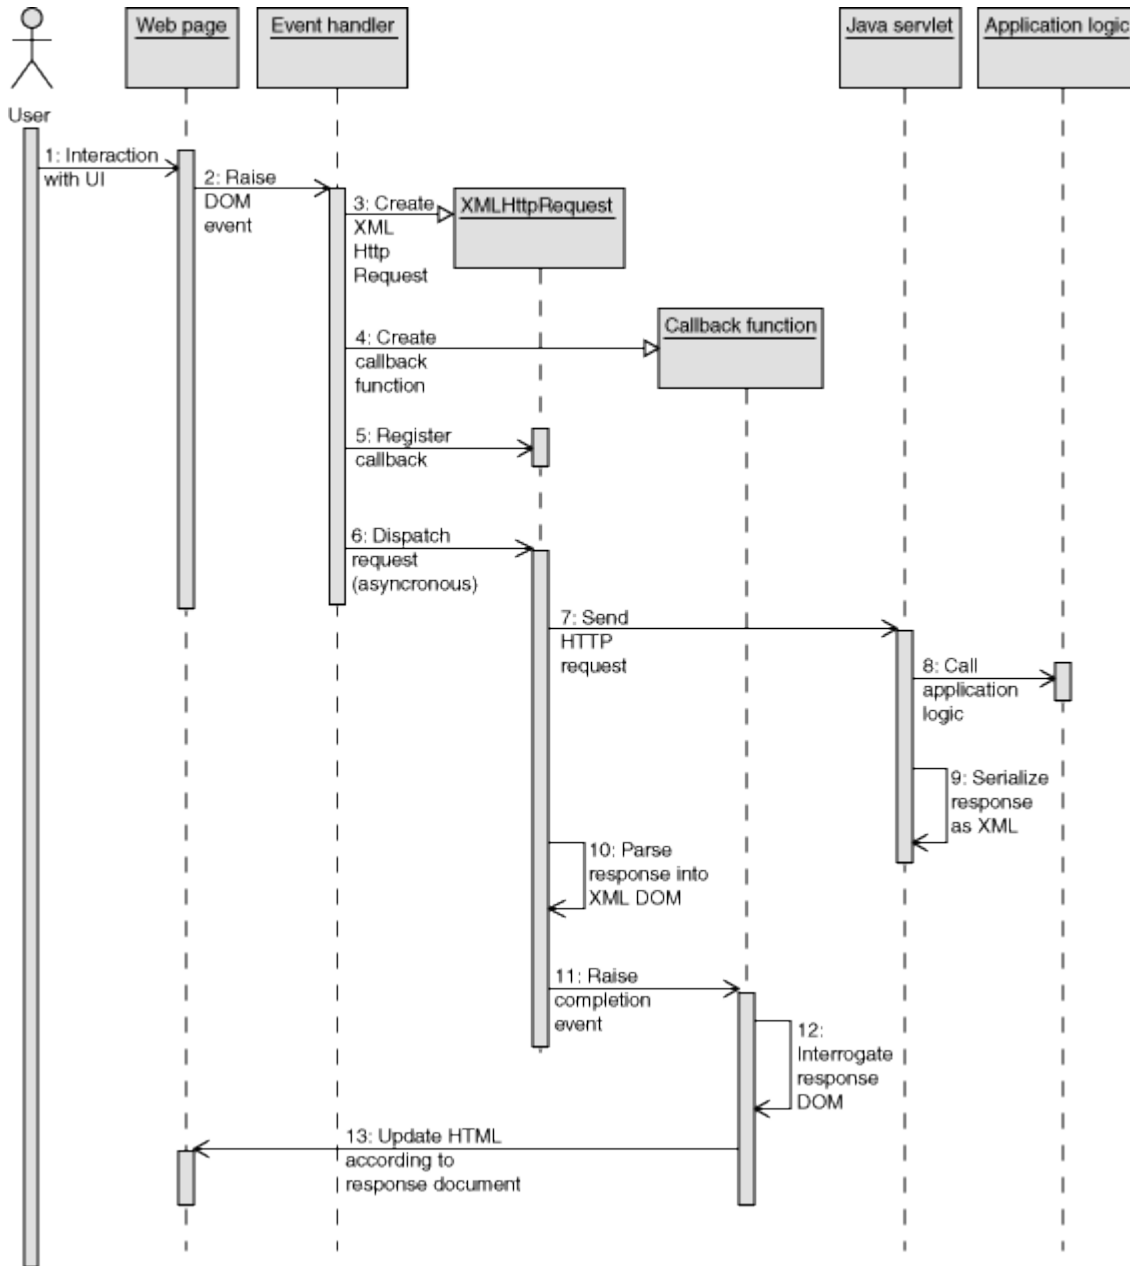 Web page
Event handler
Java servlet
Application logic
User
1: Interaction
with UI
2: Raise
DOM
event
3: Create
XML
Http
Request
XMLHttpRequest
4: Create
callback
function
Callback function
5: Register
callback
6: Dispatch
request
(asyncronous)
7: Send
HTTP
request
8: Call
application
logic
9: Serialize
response
as XML
10: Parse
response into
XML DOM
11: Raise
completion
event
12:
Interrogate
response
DOM
13: Update HTML
according to
response document